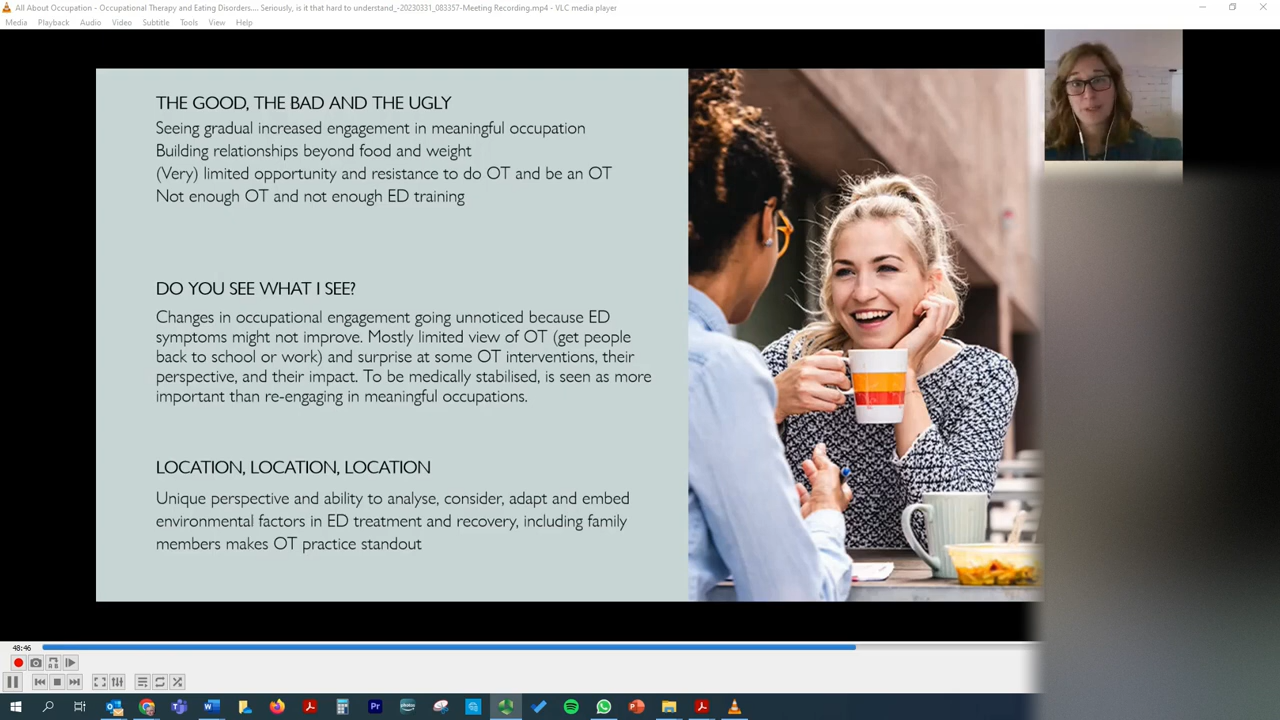 All About Occupation - Occupational Therapy and Eating Disorders.... Seriously, is it that hard to understand_-20230331_083357-Meeting Recording.mp4 - VLC media player
Media Playback Audio Video Subtitle Tools View Help
THE GOOD, THE BAD AND THE UGLY
Seeing gradual increased engagement in meaningful occupation
Building relationships beyond food and weight
(Very) limited opportunity and resistance to do OT and be an OT
Not enough OT and not enough ED training
DO YOU SEE WHAT I SEE?
Changes in occupational engagement going unnoticed because ED
symptoms might not improve. Mostly limited view of OT (get people
back to school or work) and surprise at some OT interventions, their
perspective, and their impact. To be medically stabilised, is seen as more
important than re-engaging in meaningful occupations.
LOCATION, LOCATION, LOCATION
Unique perspective and ability to analyse, consider, adapt and embed
environmental factors in ED treatment and recovery, including family
members makes OT practice standout
48:46
Pr